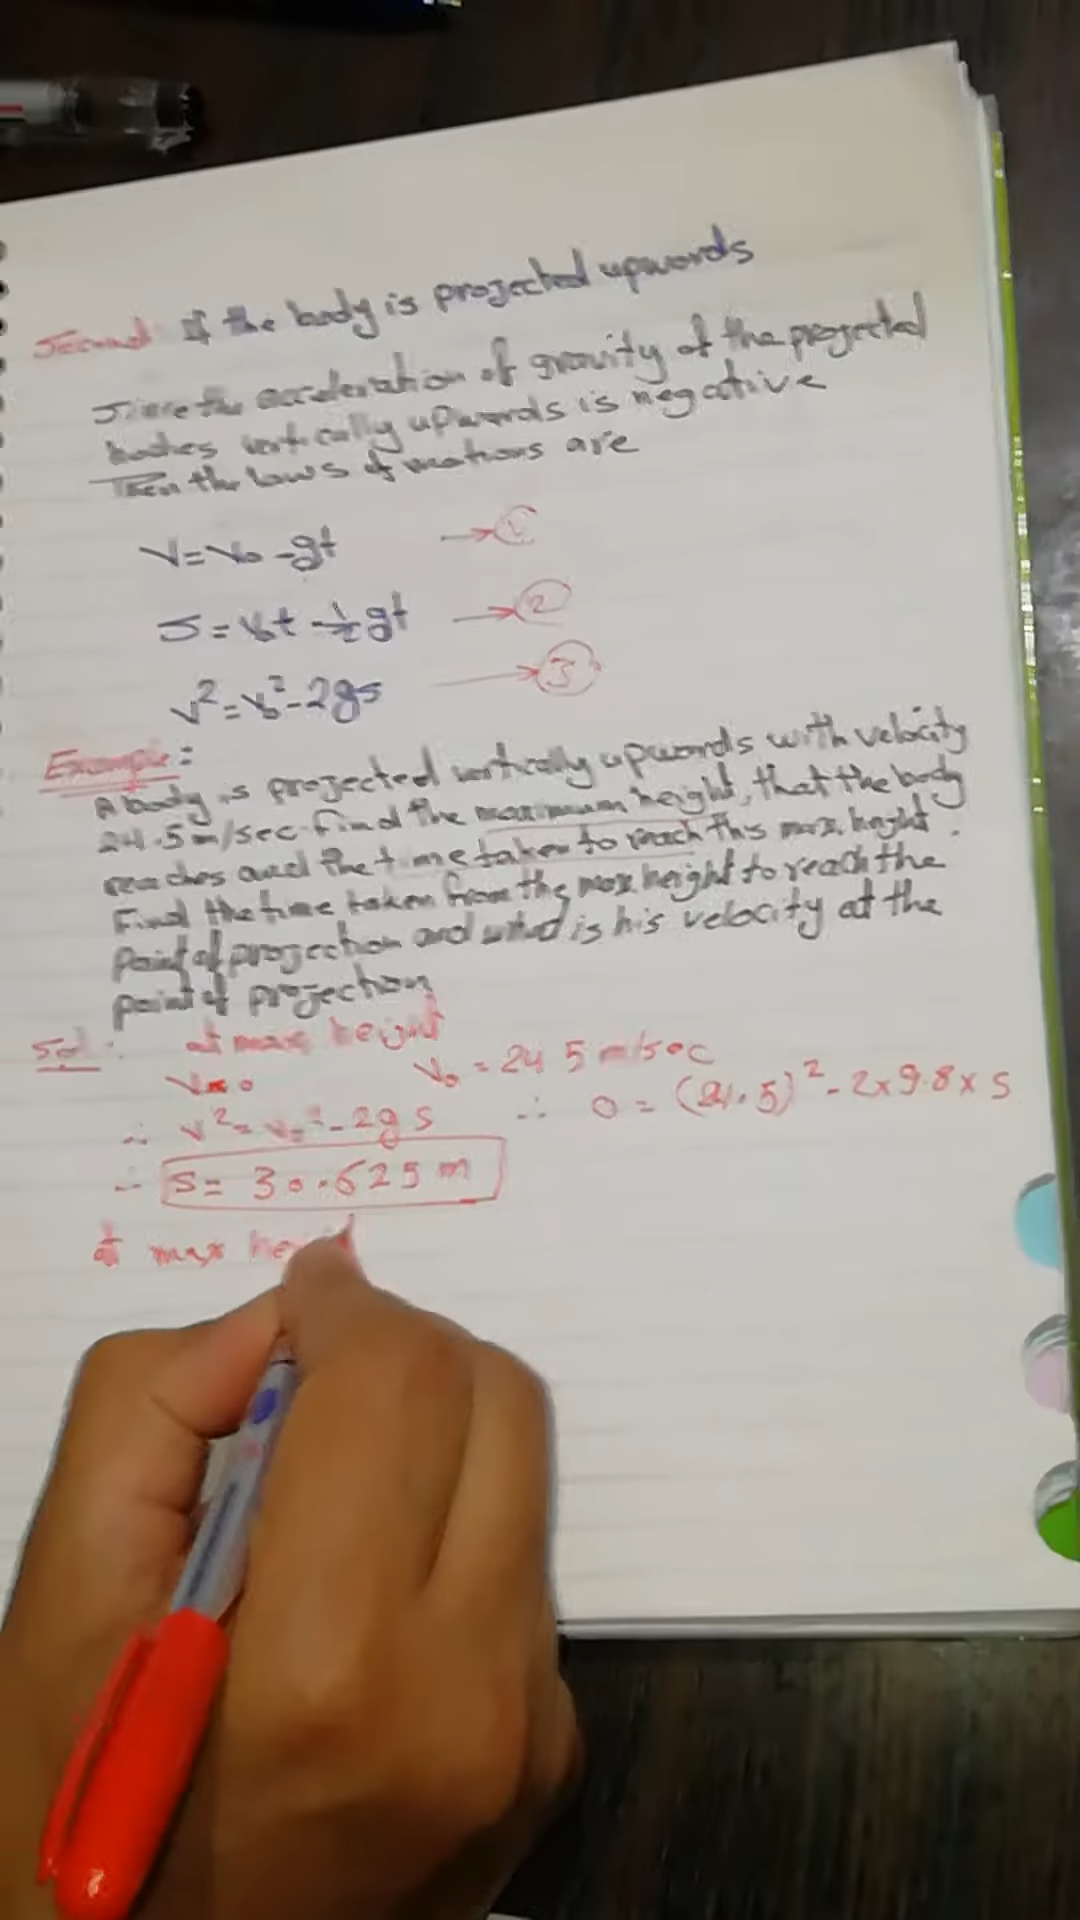 Second: If the body is projected upwords
Since the acceleration of gravity of the projected
bodies vertically upwards is negative
Then the laws of motions are
V=V₀-gt → ①
S=V₀t-½gt → ②
V²=V₀²-2gs → ③
Example:
A body is projected vertically upwords with velocity
24.5m/sec. find the maximum height, that the body
reaches and the time taken to reach this max. height.
Find the time taken from the max height to reach the
point of projection and what is his velocity at the
point of projection
Sol: at max height
V=0 V₀ = 24.5 m/sec
∴ V²=V₀²-2gS ∴ 0=(24.5)²-2×9.8×S
∴ S= 30.625 m
at max